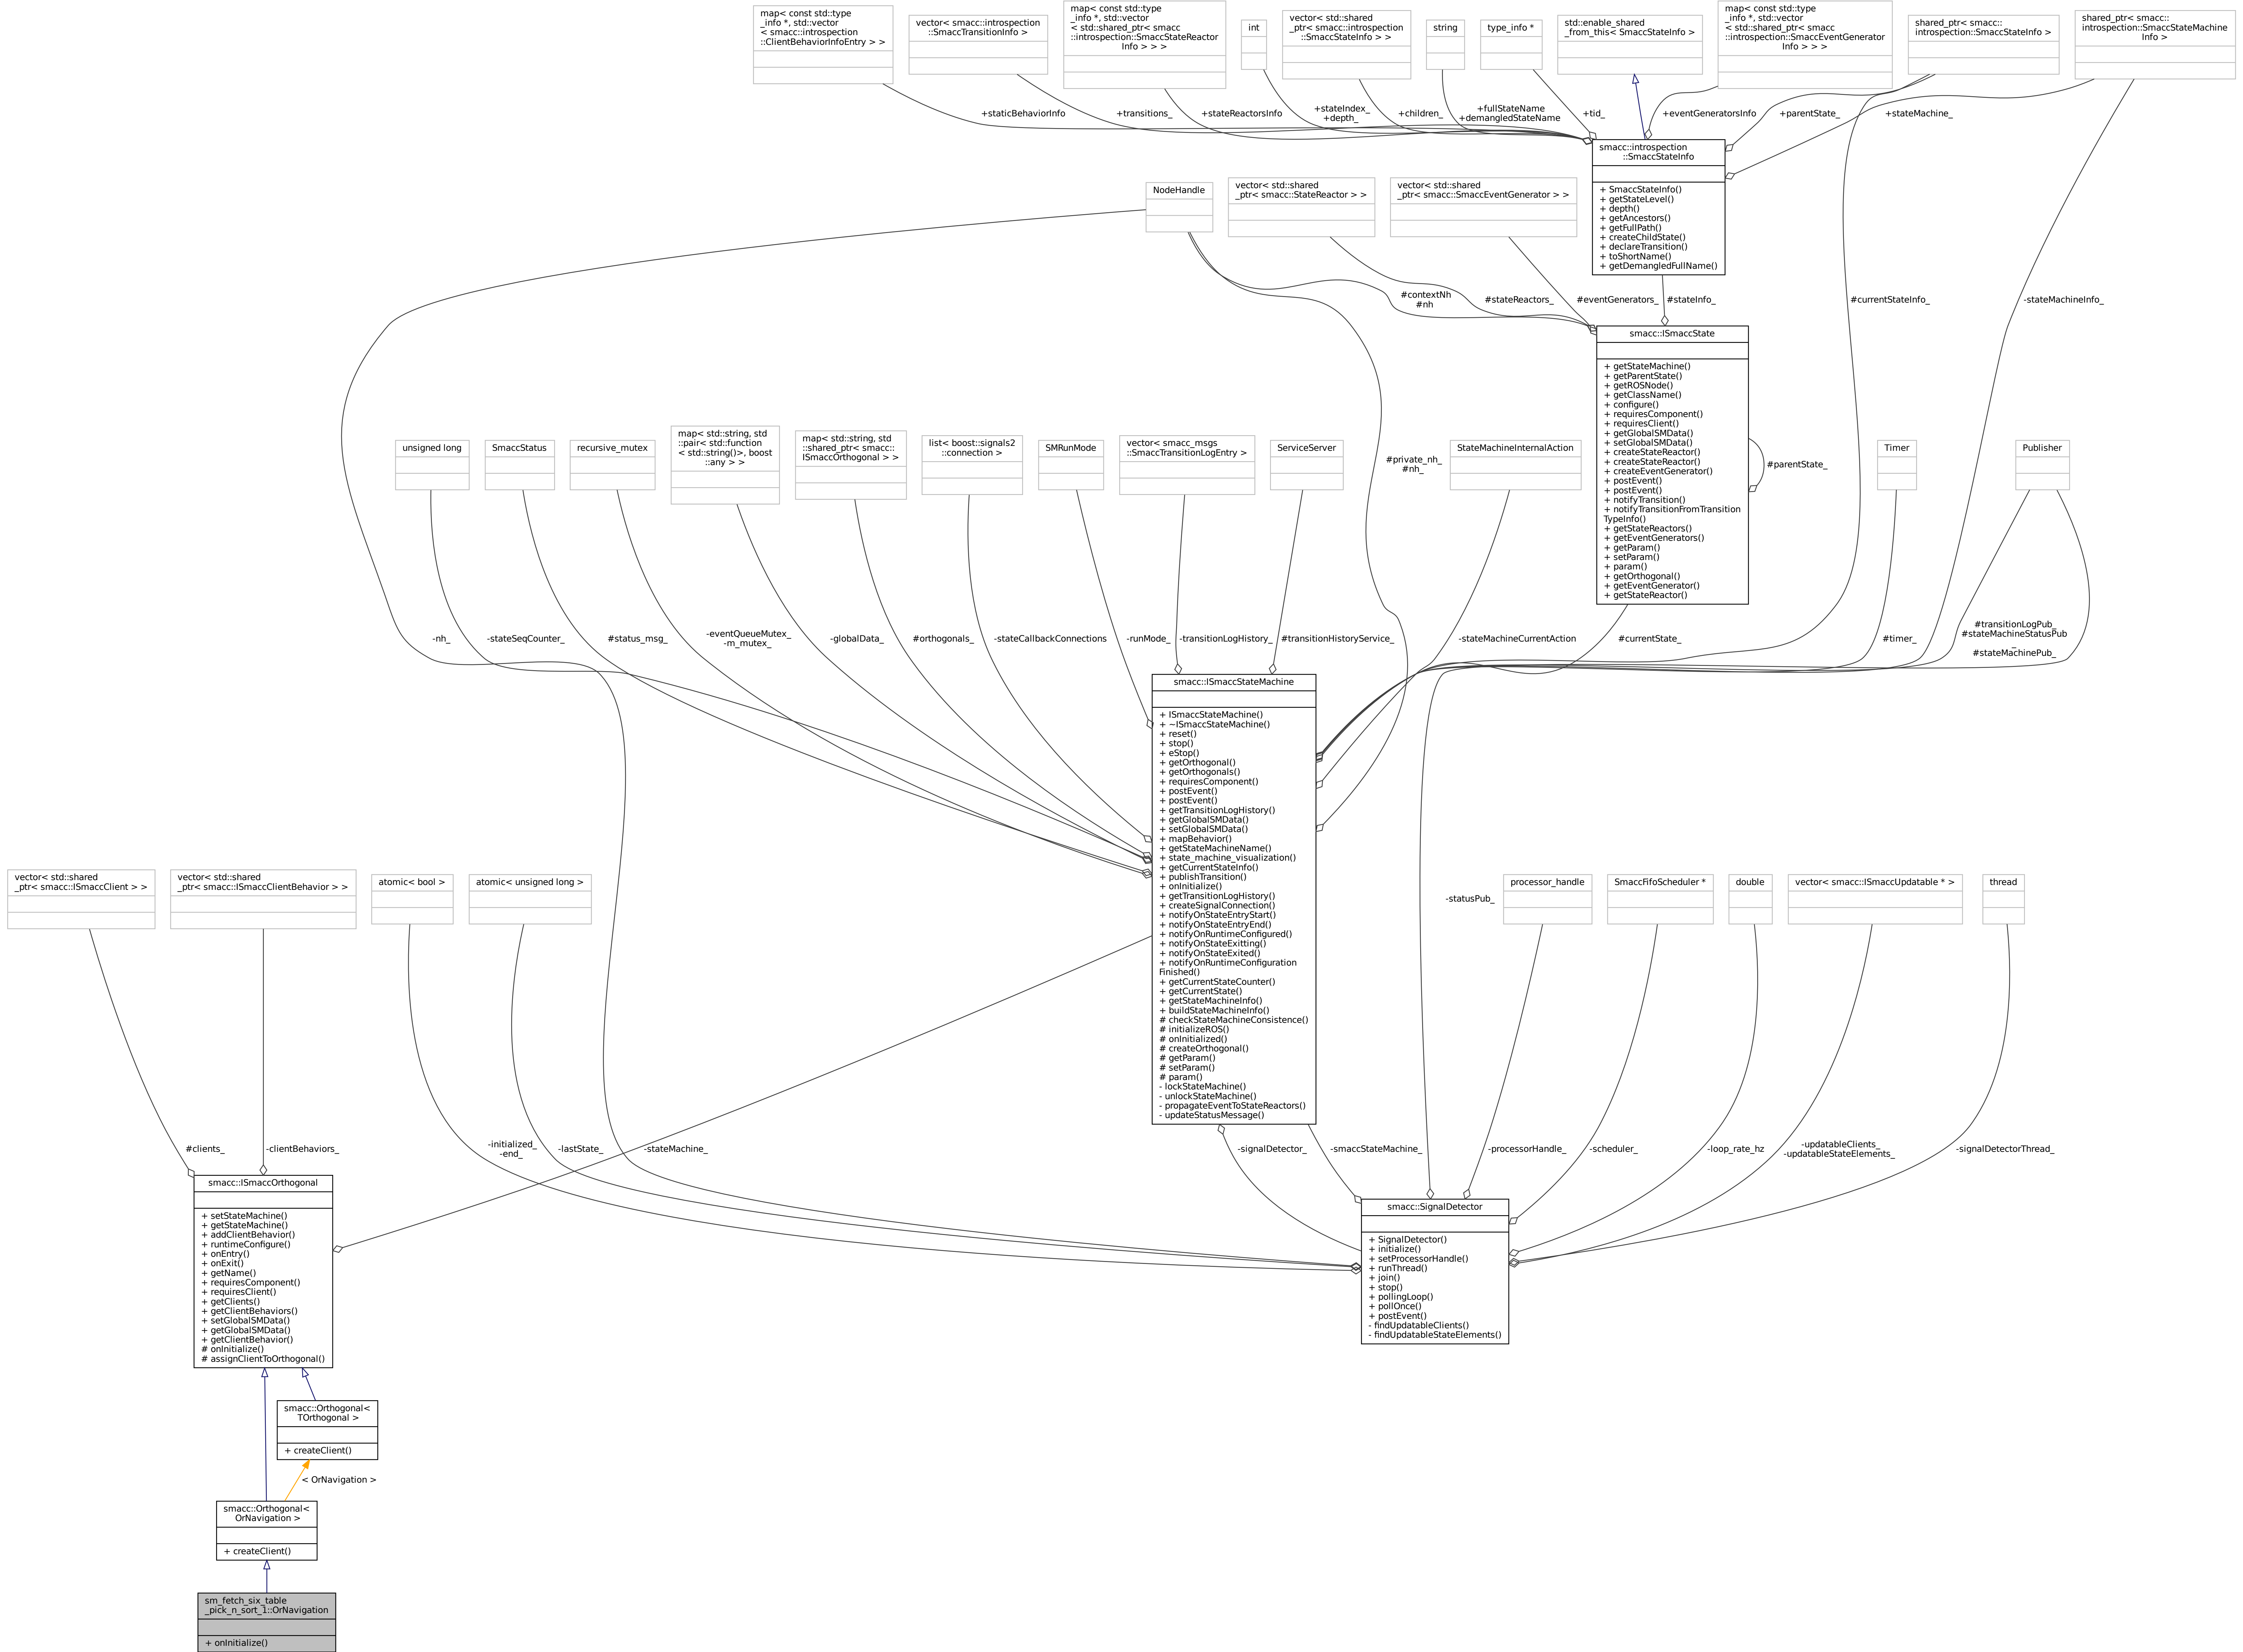 map< const std::type
_info *, std::vector
< smacc::introspection
::ClientBehaviorInfoEntry > >
vector< smacc::introspection
::SmaccTransitionInfo >
map< const std::type
_info *, std::vector
< std::shared_ptr< smacc
::introspection::SmaccStateReactor
Info > > >
int
vector< std::shared
_ptr< smacc::introspection
::SmaccStateInfo > >
string
type_info *
std::enable_shared
_from_this< SmaccStateInfo >
map< const std::type
_info *, std::vector
< std::shared_ptr< smacc
::introspection::SmaccEventGenerator
Info > > >
shared_ptr< smacc::
introspection::SmaccStateInfo >
shared_ptr< smacc::
introspection::SmaccStateMachine
Info >
+staticBehaviorInfo
+transitions_
+stateReactorsInfo
+stateIndex_
+depth_
+children_
+fullStateName
+demangledStateName
+tid_
+eventGeneratorsInfo
+parentState_
+stateMachine_
smacc::introspection
::SmaccStateInfo
+ SmaccStateInfo()
+ getStateLevel()
+ depth()
+ getAncestors()
+ getFullPath()
+ createChildState()
+ declareTransition()
+ toShortName()
+ getDemangledFullName()
NodeHandle
vector< std::shared
_ptr< smacc::StateReactor > >
vector< std::shared
_ptr< smacc::SmaccEventGenerator > >
#contextNh
#nh
#stateReactors_
#eventGenerators_
#stateInfo_
#currentStateInfo_
-stateMachineInfo_
smacc::ISmaccState
+ getStateMachine()
+ getParentState()
+ getROSNode()
+ getClassName()
+ configure()
+ requiresComponent()
+ requiresClient()
+ getGlobalSMData()
+ setGlobalSMData()
+ createStateReactor()
+ createStateReactor()
+ createEventGenerator()
+ postEvent()
+ postEvent()
+ notifyTransition()
+ notifyTransitionFromTransition
TypeInfo()
+ getStateReactors()
+ getEventGenerators()
+ getParam()
+ setParam()
+ param()
+ getOrthogonal()
+ getEventGenerator()
+ getStateReactor()
#parentState_
unsigned long
SmaccStatus
recursive_mutex
map< std::string, std
::pair< std::function
< std::string()>, boost
::any > >
map< std::string, std
::shared_ptr< smacc::
ISmaccOrthogonal > >
list< boost::signals2
::connection >
SMRunMode
vector< smacc_msgs
::SmaccTransitionLogEntry >
ServiceServer
#private_nh_
#nh_
StateMachineInternalAction
Timer
Publisher
-nh_
-stateSeqCounter_
#status_msg_
-eventQueueMutex_
-m_mutex_
-globalData_
#orthogonals_
-stateCallbackConnections
-runMode_
-transitionLogHistory_
#transitionHistoryService_
-stateMachineCurrentAction
#currentState_
#timer_
#transitionLogPub_
#stateMachineStatusPub
_
#stateMachinePub_
smacc::ISmaccStateMachine
+ ISmaccStateMachine()
+ ~ISmaccStateMachine()
+ reset()
+ stop()
+ eStop()
+ getOrthogonal()
+ getOrthogonals()
+ requiresComponent()
+ postEvent()
+ postEvent()
+ getTransitionLogHistory()
+ getGlobalSMData()
+ setGlobalSMData()
+ mapBehavior()
+ getStateMachineName()
+ state_machine_visualization()
+ getCurrentStateInfo()
+ publishTransition()
+ onInitialize()
+ getTransitionLogHistory()
+ createSignalConnection()
+ notifyOnStateEntryStart()
+ notifyOnStateEntryEnd()
+ notifyOnRuntimeConfigured()
+ notifyOnStateExitting()
+ notifyOnStateExited()
+ notifyOnRuntimeConfiguration
Finished()
+ getCurrentStateCounter()
+ getCurrentState()
+ getStateMachineInfo()
+ buildStateMachineInfo()
# checkStateMachineConsistence()
# initializeROS()
# onInitialized()
# createOrthogonal()
# getParam()
# setParam()
# param()
- lockStateMachine()
- unlockStateMachine()
- propagateEventToStateReactors()
- updateStatusMessage()
vector< std::shared
_ptr< smacc::ISmaccClient > >
vector< std::shared
_ptr< smacc::ISmaccClientBehavior > >
atomic< bool >
atomic< unsigned long >
-statusPub_
processor_handle
SmaccFifoScheduler *
double
vector< smacc::ISmaccUpdatable * >
thread
#clients_
-clientBehaviors_
-initialized_
-end_
-lastState_
-stateMachine_
-signalDetector_
-smaccStateMachine_
-processorHandle_
-scheduler_
-loop_rate_hz
-updatableClients_
-updatableStateElements_
-signalDetectorThread_
smacc::ISmaccOrthogonal
+ setStateMachine()
+ getStateMachine()
+ addClientBehavior()
+ runtimeConfigure()
+ onEntry()
+ onExit()
+ getName()
+ requiresComponent()
+ requiresClient()
+ getClients()
+ getClientBehaviors()
+ setGlobalSMData()
+ getGlobalSMData()
+ getClientBehavior()
# onInitialize()
# assignClientToOrthogonal()
smacc::SignalDetector
+ SignalDetector()
+ initialize()
+ setProcessorHandle()
+ runThread()
+ join()
+ stop()
+ pollingLoop()
+ pollOnce()
+ postEvent()
- findUpdatableClients()
- findUpdatableStateElements()
smacc::Orthogonal<
TOrthogonal >
+ createClient()
< OrNavigation >
smacc::Orthogonal<
OrNavigation >
+ createClient()
sm_fetch_six_table
_pick_n_sort_1::OrNavigation
+ onInitialize()